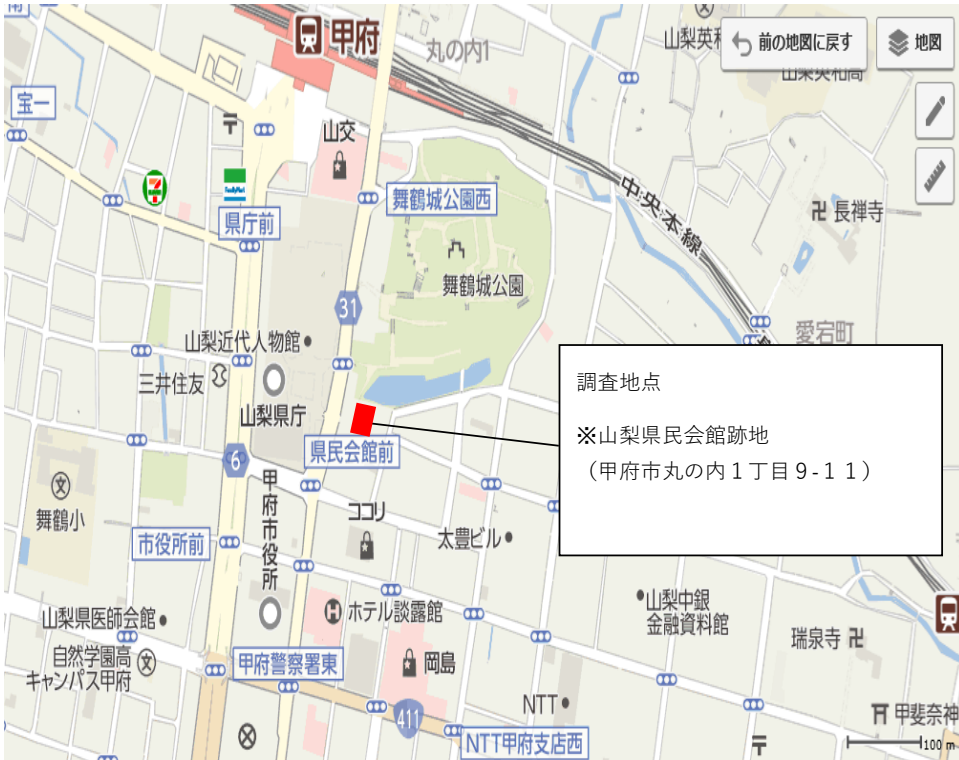 南
甲府
丸の内1
山梨英和
前の地図に戻す
地図
山梨英和高
宝一
山交
FamilyMart
県庁前
舞鶴城公園西
中央本線
長禅寺
舞鶴城公園
31
愛宕町
山梨近代人物館
三井住友
山梨県庁
調査地点
※山梨県民会館跡地
（甲府市丸の内１丁目９-１１）
県民会館前
6
舞鶴小
甲府市役所
ココリ
太豊ビル
市役所前
山梨県医師会館
ホテル談露館
山梨中銀
金融資料館
瑞泉寺
自然学園高
キャンパス甲府
甲府警察署東
岡島
NTT
411
甲斐奈神
NTT甲府支店西
100 m